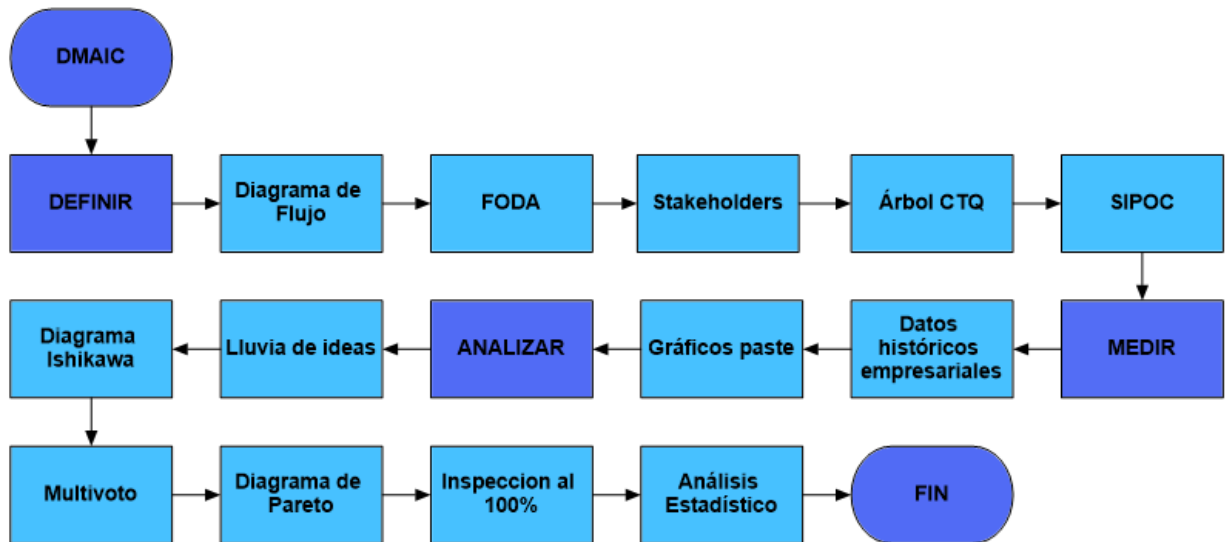 DMAIC
DEFINIR
Diagrama de
Flujo
FODA
Stakeholders
Árbol CTQ
SIPOC
MEDIR
Datos
históricos
empresariales
Gráficos paste
ANALIZAR
Lluvia de ideas
Diagrama
Ishikawa
Multivoto
Diagrama de
Pareto
Inspeccion al
100%
Análisis
Estadístico
FIN